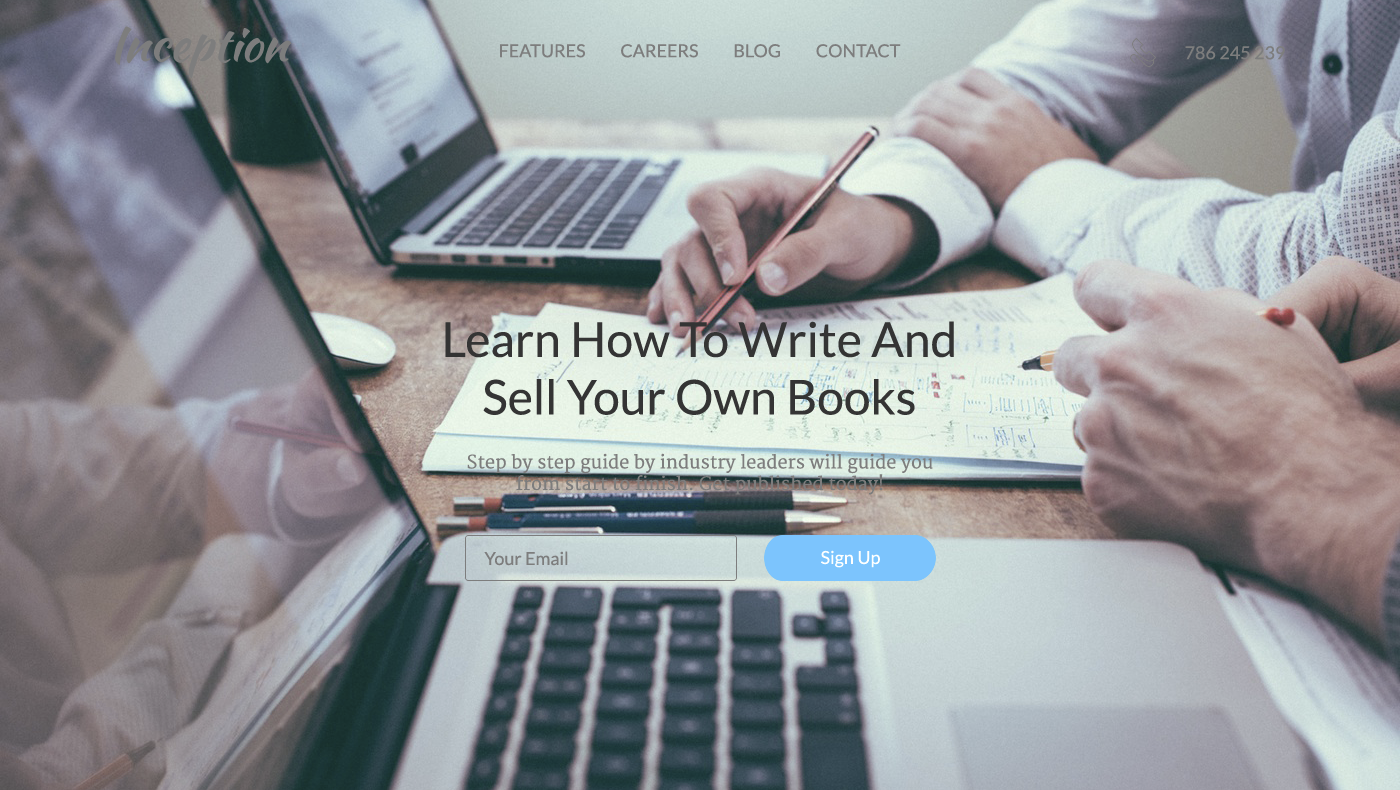 Inception
FEATURES
CAREERS
BLOG
CONTACT
786 245 239
Learn How To Write And
Sell Your Own Books
Step by step guide by industry leaders will guide you
from start to finish. Get published today!
Your Email
Sign Up